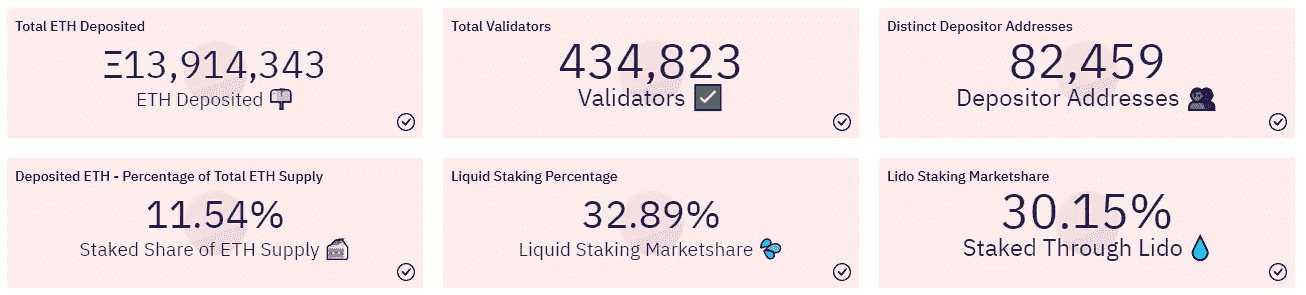 Total ETH Deposited
Ξ13,914,343
ETH Deposited
Total Validators
434,823
Validators
Distinct Depositor Addresses
82,459
Depositor Addresses
Deposited ETH - Percentage of Total ETH Supply
11.54%
Staked Share of ETH Supply
Liquid Staking Percentage
32.89%
Liquid Staking Marketshare
Lido Staking Marketshare
30.15%
Staked Through Lido